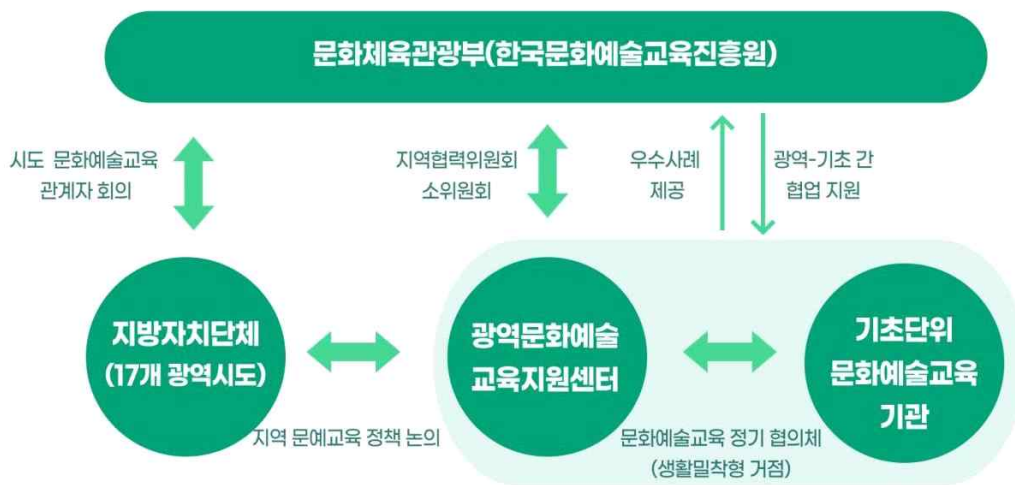 문화체육관광부(한국문화예술교육진흥원)
시도 문화예술교육
관계자 회의
지역협력위원회
소위원회
우수사례
제공
광역-기초 간
협업 지원
지방자치단체
(17개 광역시도)
광역문화예술
교육지원센터
기초단위
문화예술교육
기관
지역 문예교육 정책 논의
문화예술교육 정기 협의체
(생활밀착형 거점)